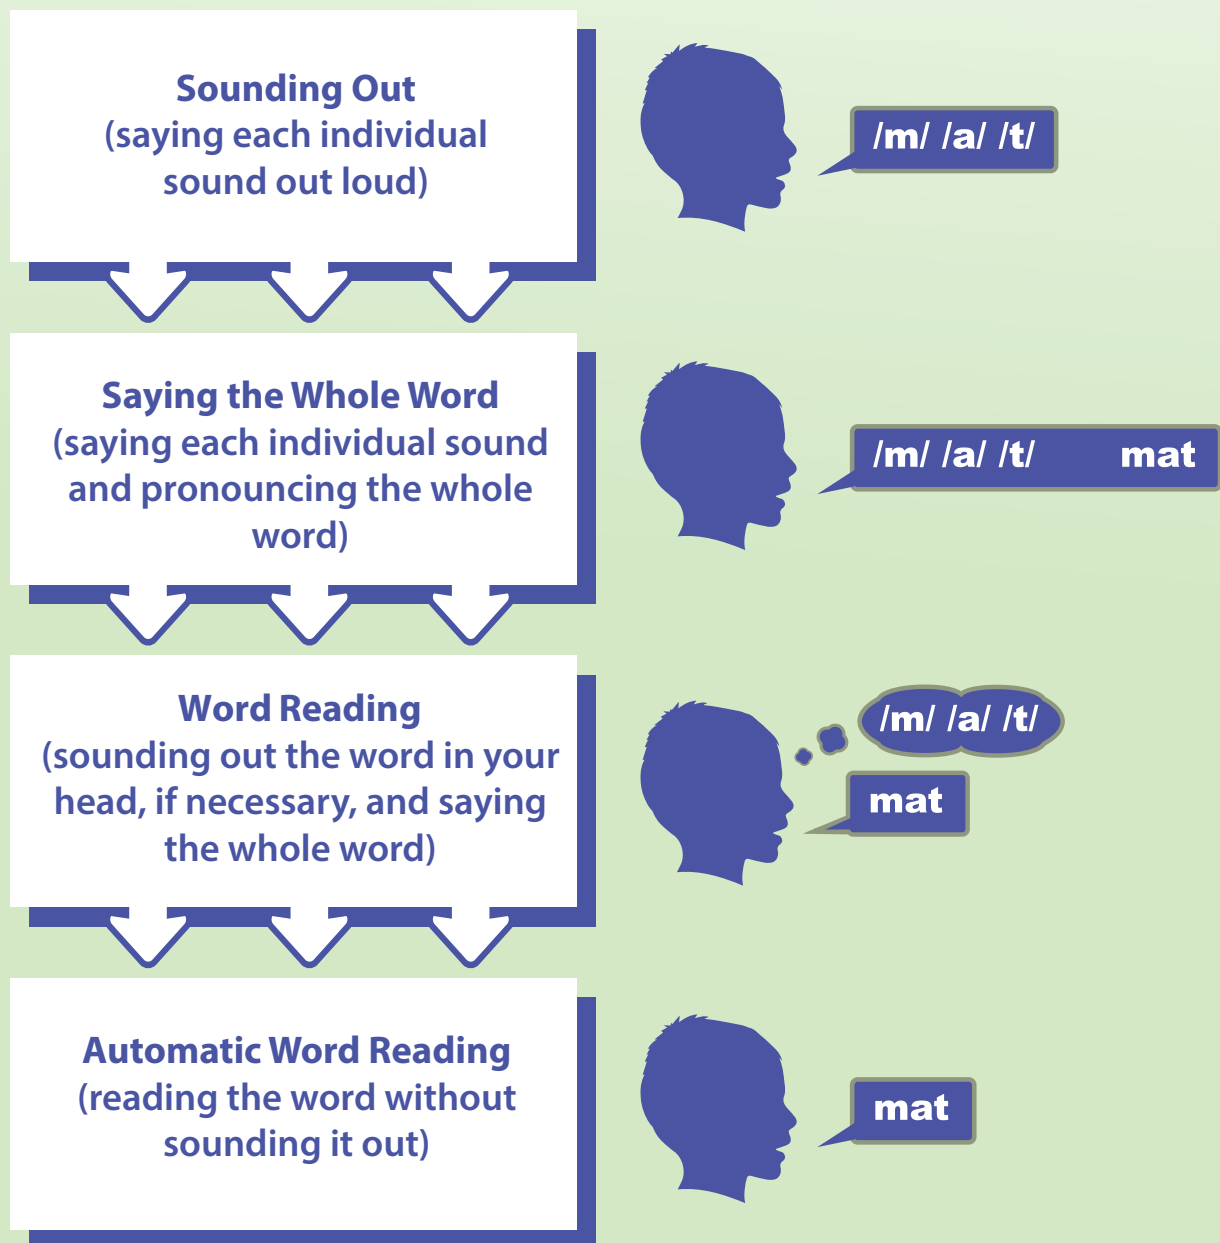 Sounding Out
(saying each individual
sound out loud)
/m/ /a/ /t/
Saying the Whole Word
(saying each individual sound
and pronouncing the whole
word)
/m/ /a/ /t/ mat
Word Reading
(sounding out the word in your
head, if necessary, and saying
the whole word)
/m/ /a/ /t/
mat
Automatic Word Reading
(reading the word without
sounding it out)
mat